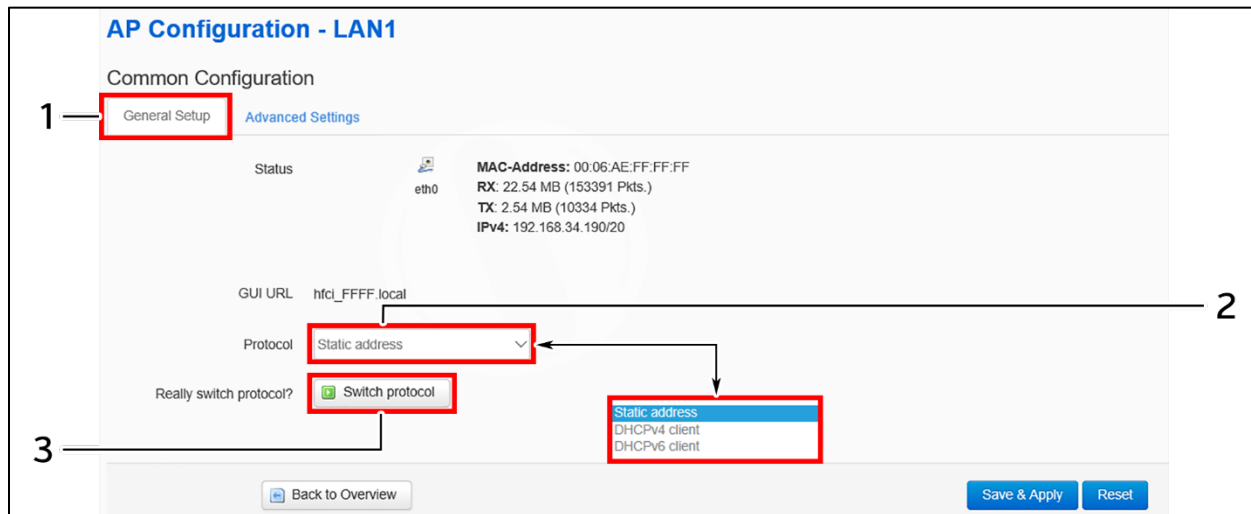 AP Configuration - LAN1
Common Configuration
1
General Setup
Advanced Settings
Status
eth0
MAC-Address: 00:06:AE:FF:FF:FF
RX: 22.54 MB (153391 Pkts.)
TX: 2.54 MB (10334 Pkts.)
IPv4: 192.168.34.190/20
GUI URL hfci_FFFF.local
2
Protocol Static address
Really switch protocol? Switch protocol
Static address
DHCPv4 client
DHCPv6 client
3
Back to Overview Save & Apply Reset